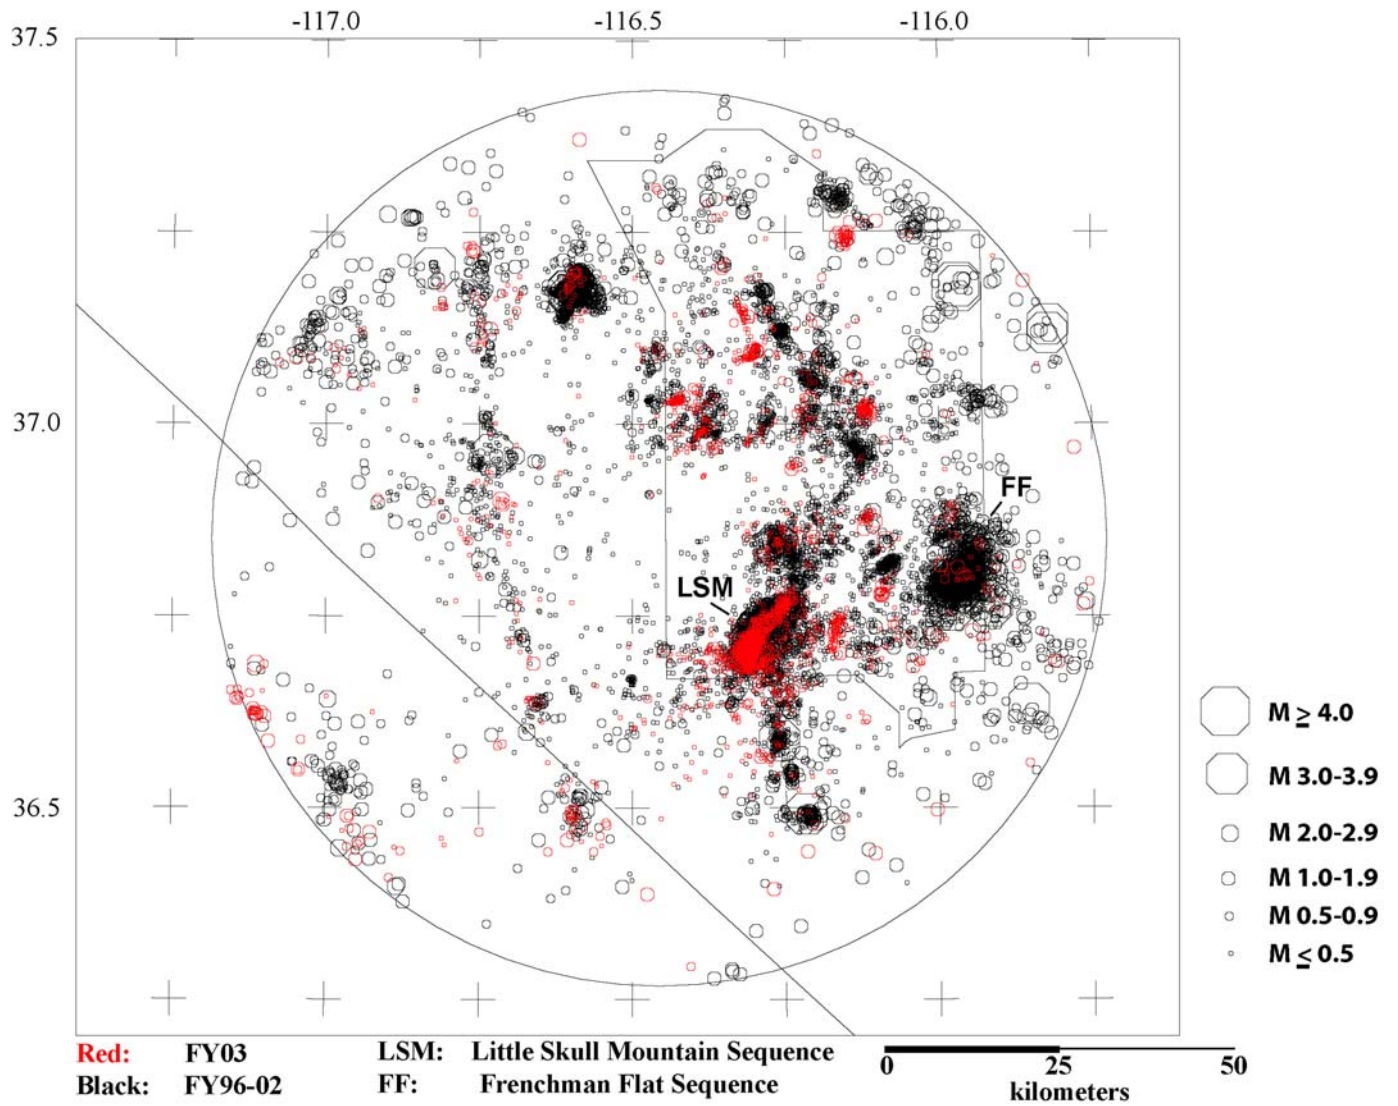 -117.0 -116.5 -116.0
37.5
37.0
FF
LSM
M ≥ 4.0
M 3.0-3.9
36.5
M 2.0-2.9
M 1.0-1.9
M 0.5-0.9
M ≤ 0.5
Red: FY03 LSM: Little Skull Mountain Sequence
Black: FY96-02 FF: Frenchman Flat Sequence
0 25 50
kilometers